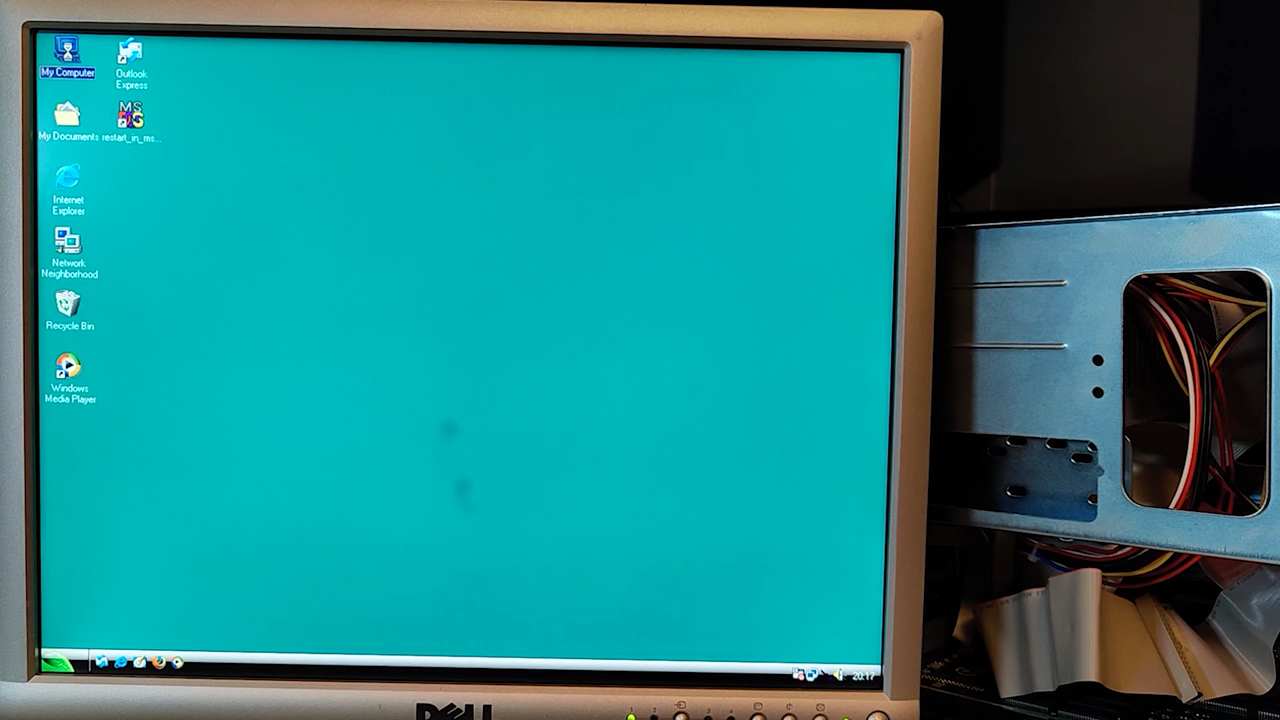 My Computer
Outlook
Express
My Documents
MS
restart_in_ms...
Internet
Explorer
Network
Neighborhood
Recycle Bin
Windows
Media Player
20:17
DELL